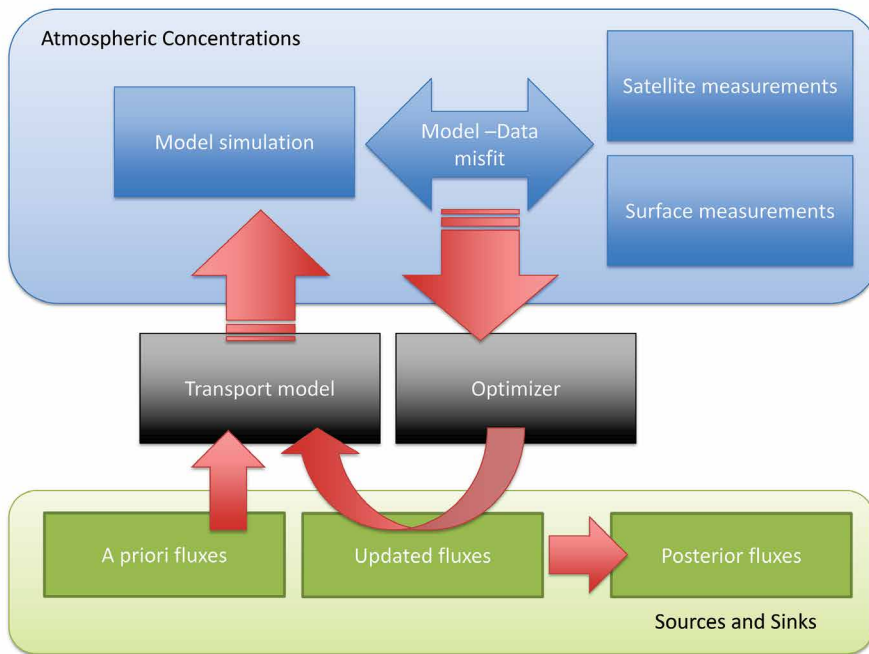 Atmospheric Concentrations
Satellite measurements
Model simulation
Model –Data
misfit
Surface measurements
Transport model
Optimizer
A priori fluxes
Updated fluxes
Posterior fluxes
Sources and Sinks